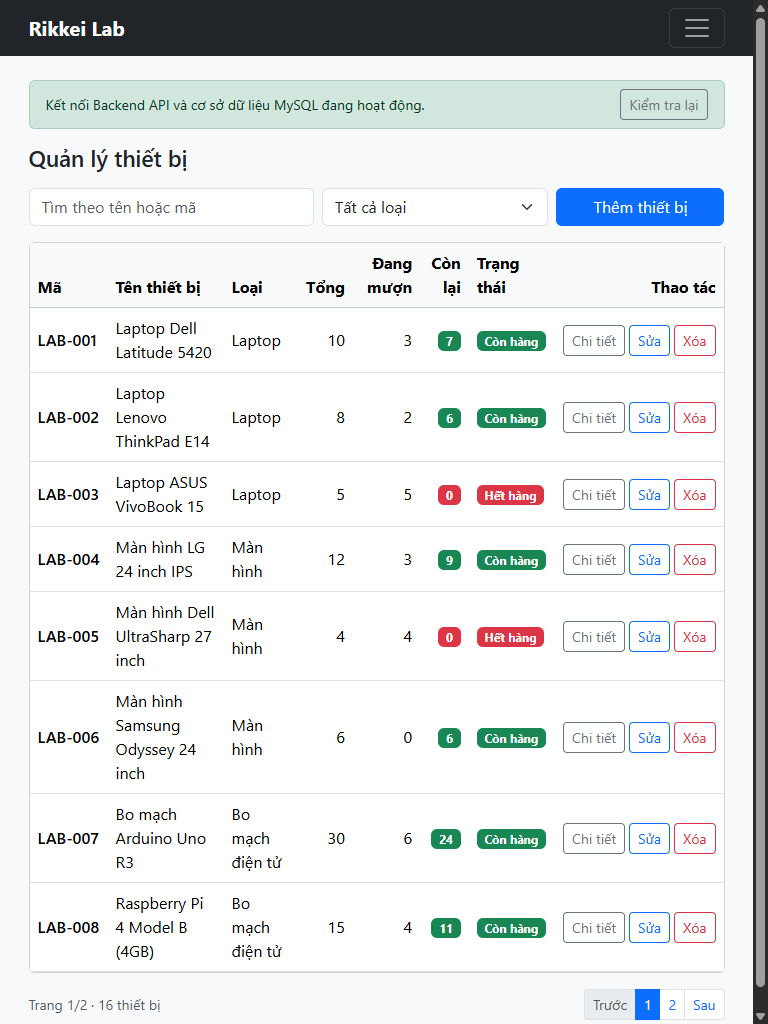 Rikkei Lab
Kết nối Backend API và cơ sở dữ liệu MySQL đang hoạt động.
Kiểm tra lại
Quản lý thiết bị
Tìm theo tên hoặc mã
Tất cả loại
Thêm thiết bị
Mã Tên thiết bị Loại Tổng Đang mượn Còn lại Trạng thái Thao tác
LAB-001 Laptop Dell Latitude 5420 Laptop 10 3 7 Còn hàng Chi tiết Sửa Xóa
LAB-002 Laptop Lenovo ThinkPad E14 Laptop 8 2 6 Còn hàng Chi tiết Sửa Xóa
LAB-003 Laptop ASUS VivoBook 15 Laptop 5 5 0 Hết hàng Chi tiết Sửa Xóa
LAB-004 Màn hình LG 24 inch IPS Màn hình 12 3 9 Còn hàng Chi tiết Sửa Xóa
LAB-005 Màn hình Dell UltraSharp 27 inch Màn hình 4 4 0 Hết hàng Chi tiết Sửa Xóa
LAB-006 Màn hình Samsung Odyssey 24 inch Màn hình 6 0 6 Còn hàng Chi tiết Sửa Xóa
LAB-007 Bo mạch Arduino Uno R3 Bo mạch điện tử 30 6 24 Còn hàng Chi tiết Sửa Xóa
LAB-008 Raspberry Pi 4 Model B (4GB) Bo mạch điện tử 15 4 11 Còn hàng Chi tiết Sửa Xóa
Trang 1/2 · 16 thiết bị
Trước 1 2 Sau